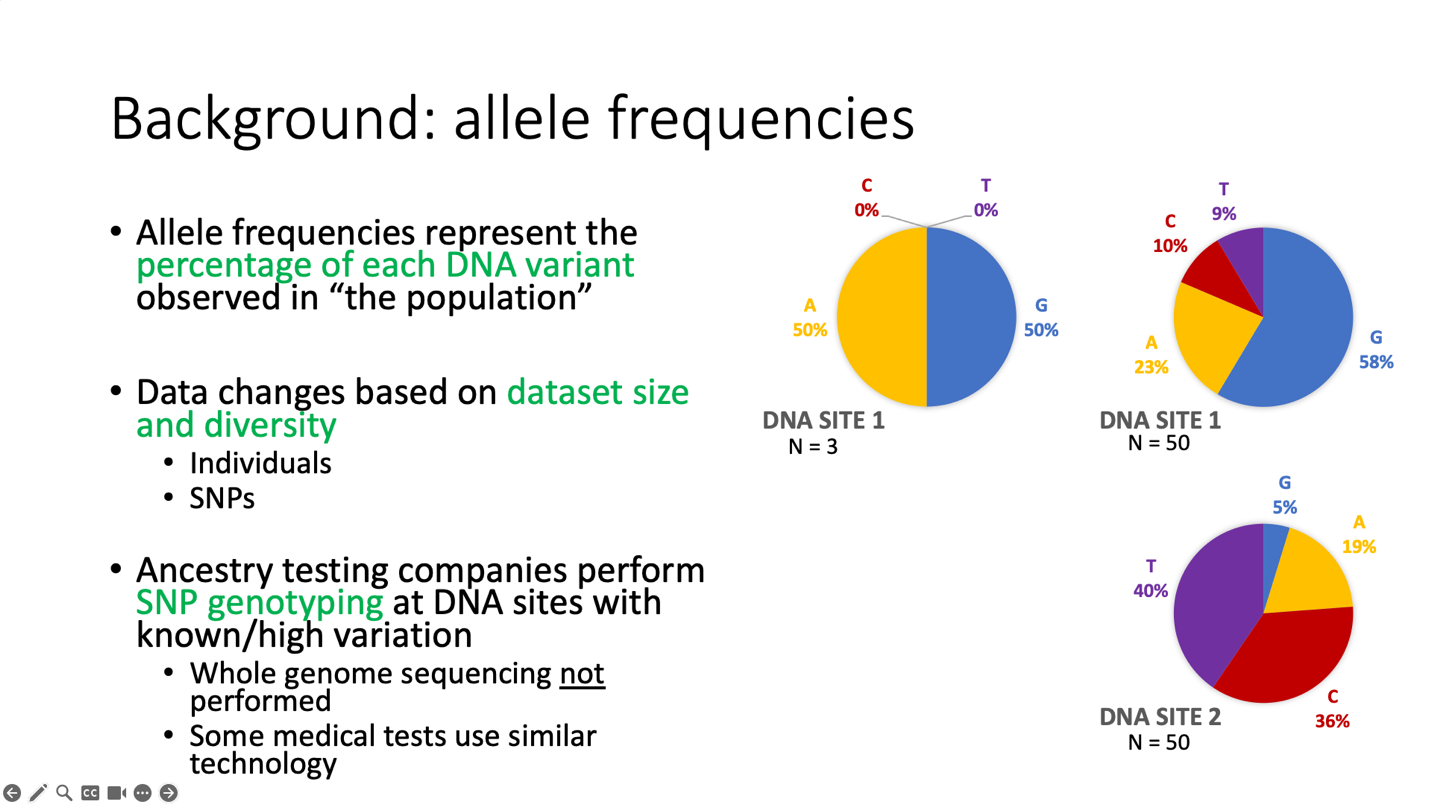 Background: allele frequencies
• Allele frequencies represent the
percentage of each DNA variant
observed in “the population”
• Data changes based on dataset size
and diversity
• Individuals
• SNPs
• Ancestry testing companies perform
SNP genotyping at DNA sites with
known/high variation
• Whole genome sequencing not
performed
• Some medical tests use similar
technology
C
0%
T
0%
A
50%
G
50%
DNA SITE 1
N = 3
T
9%
C
10%
A
23%
G
58%
DNA SITE 1
N = 50
G
5%
A
19%
T
40%
C
36%
DNA SITE 2
N = 50
CC